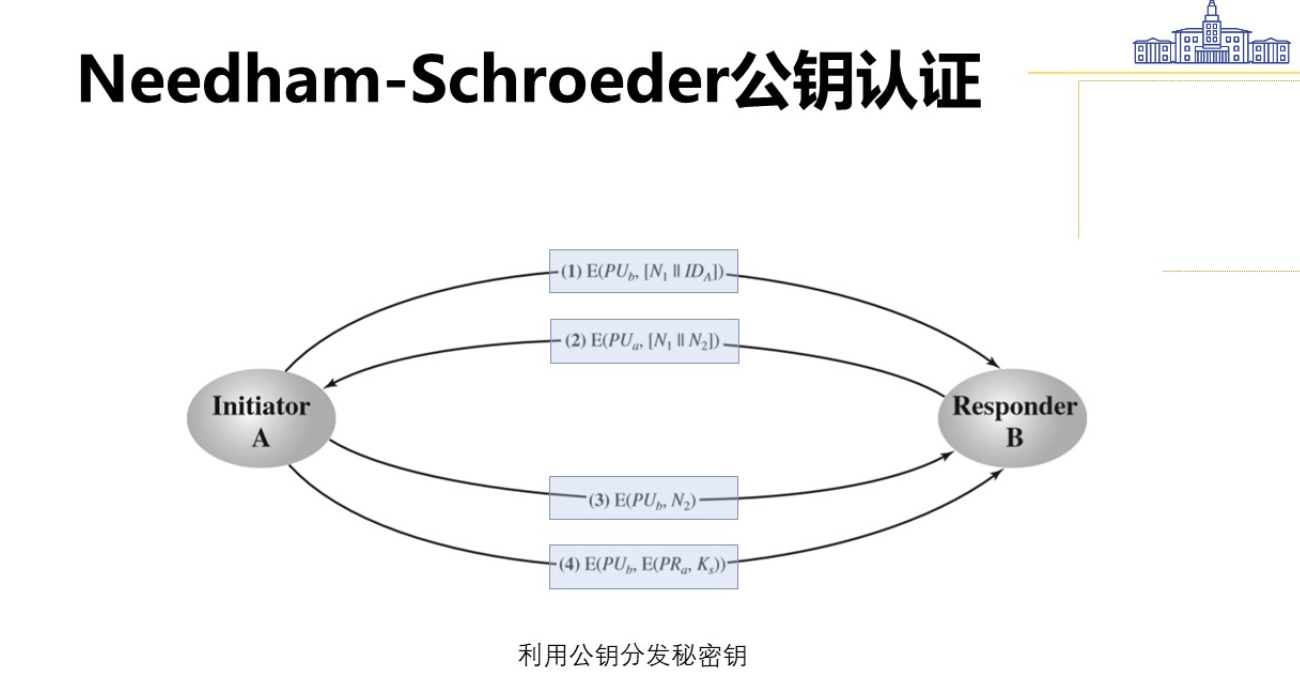 Needham-Schroeder公钥认证
(1) E(PU_b, [N_1 || ID_A])
(2) E(PU_a, [N_1 || N_2])
Initiator
A
Responder
B
(3) E(PU_b, N_2)
(4) E(PU_b, E(PR_a, K_s))
利用公钥分发秘密钥